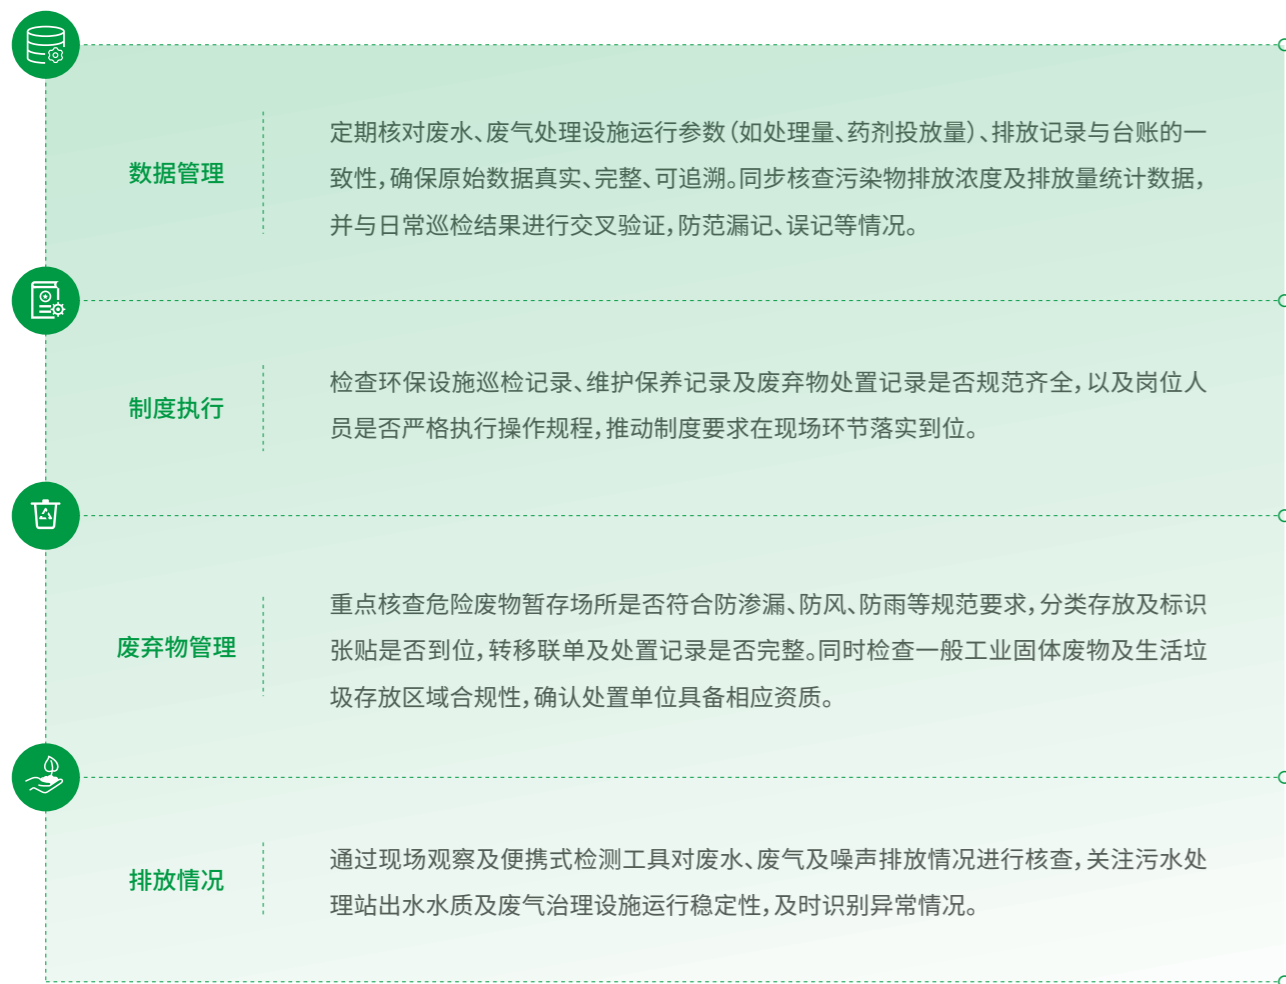 数据管理
定期核对废水、废气处理设施运行参数（如处理量、药剂投放量）、排放记录与台账的一
致性，确保原始数据真实、完整、可追溯。同步核查污染物排放浓度及排放量统计数据，
并与日常巡检结果进行交叉验证，防范漏记、误记等情况。
制度执行
检查环保设施巡检记录、维护保养记录及废弃物处置记录是否规范齐全，以及岗位人
员是否严格执行操作规程，推动制度要求在现场环节落实到位。
废弃物管理
重点核查危险废物暂存场所是否符合防渗漏、防风、防雨等规范要求，分类存放及标识
张贴是否到位，转移联单及处置记录是否完整。同时检查一般工业固体废物及生活垃
圾存放区域合规性，确认处置单位具备相应资质。
排放情况
通过现场观察及便携式检测工具对废水、废气及噪声排放情况进行核查，关注污水处
理站出水水质及废气治理设施运行稳定性，及时识别异常情况。